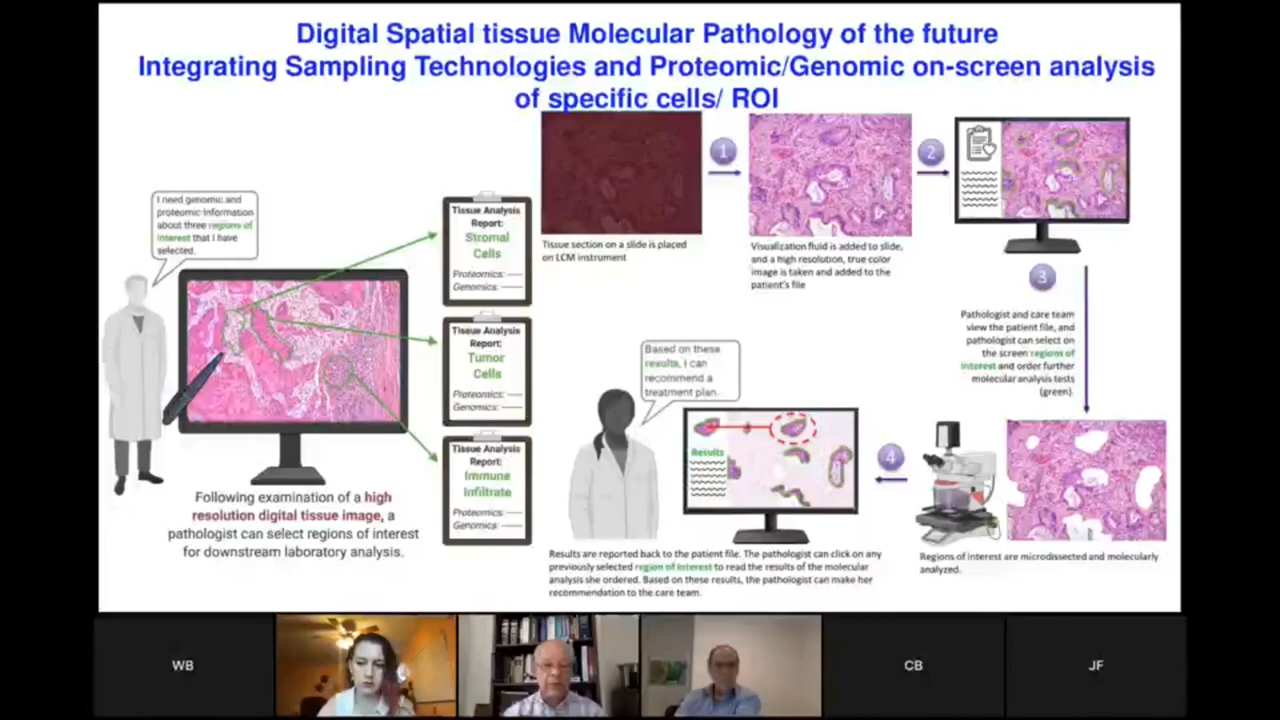 Digital Spatial tissue Molecular Pathology of the future
Integrating Sampling Technologies and Proteomic/Genomic on-screen analysis
of specific cells/ ROI
I need genomic and
proteomic information
about three regions of
interest that I have
selected.
Following examination of a high
resolution digital tissue image, a
pathologist can select regions of interest
for downstream laboratory analysis.
Tissue Analysis
Report:
Stromal
Cells
Proteomics: —
Genomics: —
Tissue Analysis
Report:
Tumor
Cells
Proteomics: —
Genomics: —
Tissue Analysis
Report:
Immune
Infiltrate
Proteomics: —
Genomics: —
Tissue section on a slide is placed
on LCM instrument
1
Visualization fluid is added to slide,
and a high resolution, true color
image is taken and added to the
patient's file
2
3
Pathologist and care team
view the patient file, and
pathologist can select on
the screen regions of
interest and order further
molecular analysis tests
(green).
Regions of interest are microdissected and molecularly
analyzed.
4
Based on these
results, I can
recommend a
treatment plan.
Results
Results are reported back to the patient file. The pathologist can click on any
previously selected region of interest to read the results of the molecular
analysis she ordered. Based on these results, the pathologist can make her
recommendation to the care team.
WB
CB
JF